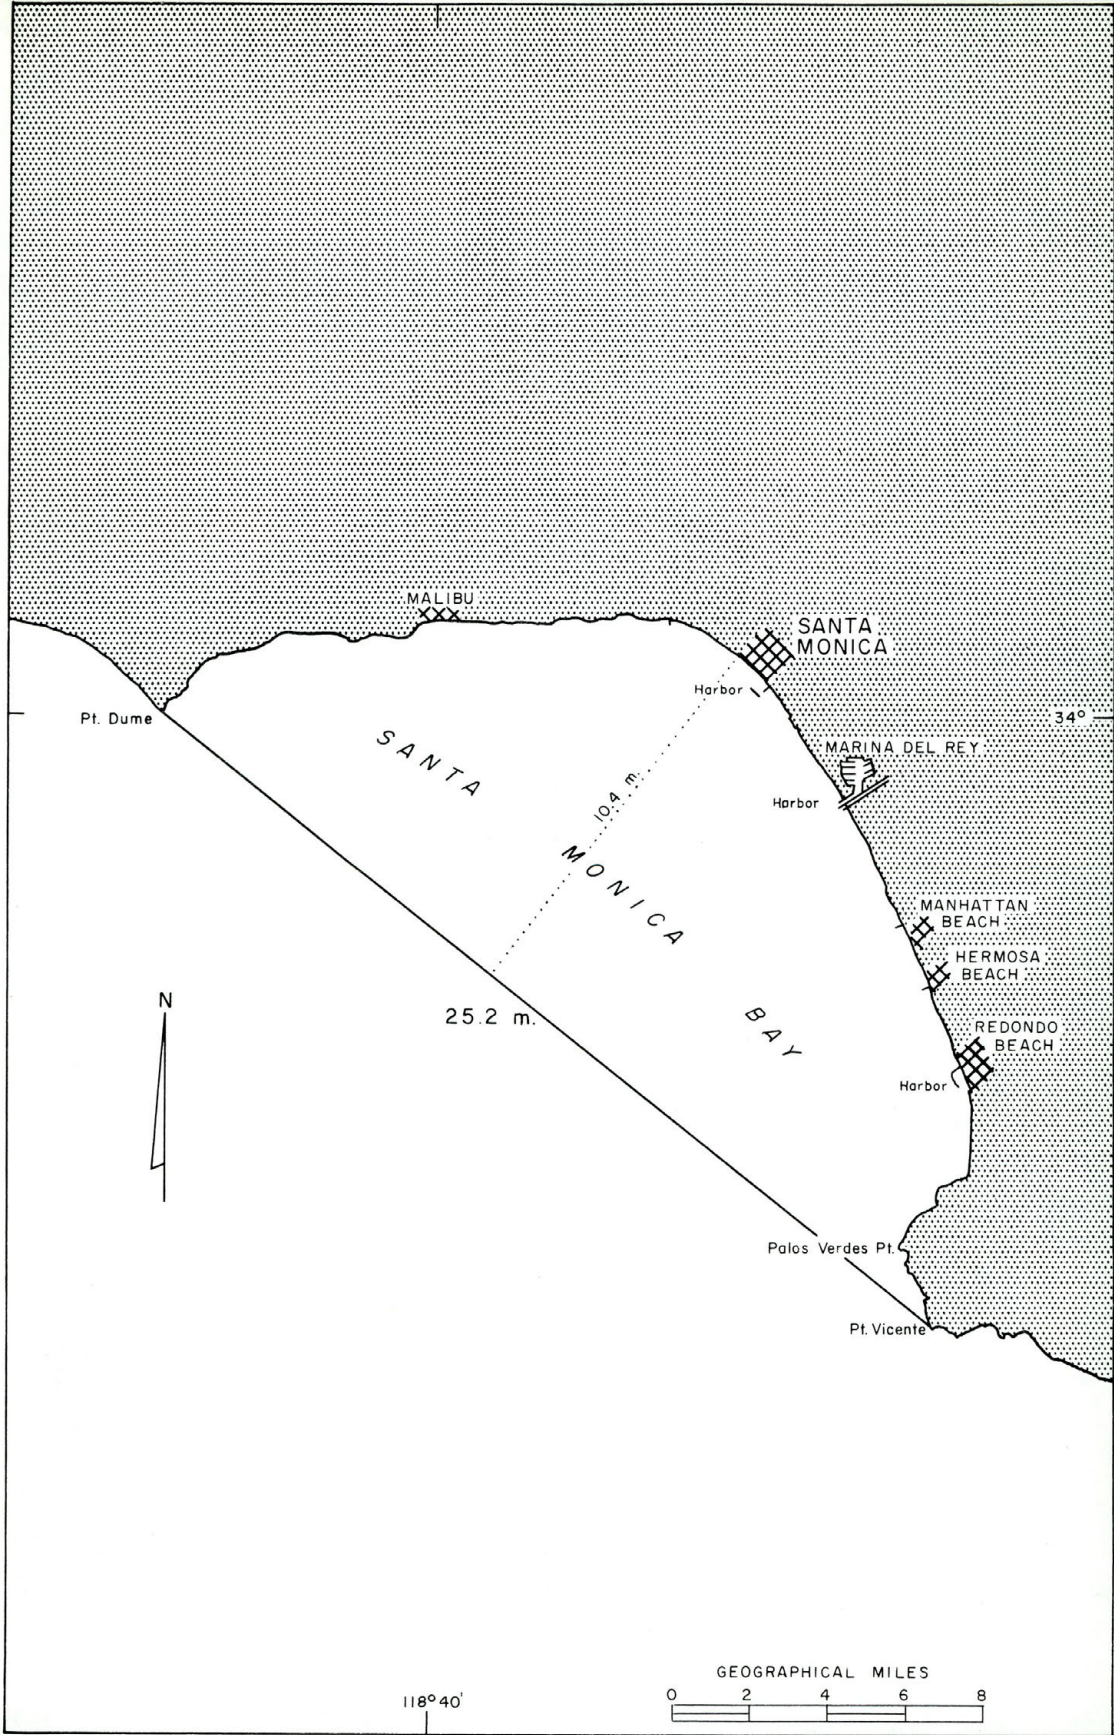 MALIBU
SANTA
MONICA
Harbor
Pt. Dume
34°
SANTA
MARINA DEL REY
10.4 m.
Harbor
MONICA
MANHATTAN
BEACH
HERMOSA
BEACH
N
25.2 m.
BAY
REDONDO
BEACH
Harbor
Palos Verdes Pt.
Pt. Vicente
GEOGRAPHICAL MILES
0 2 4 6 8
118°40'